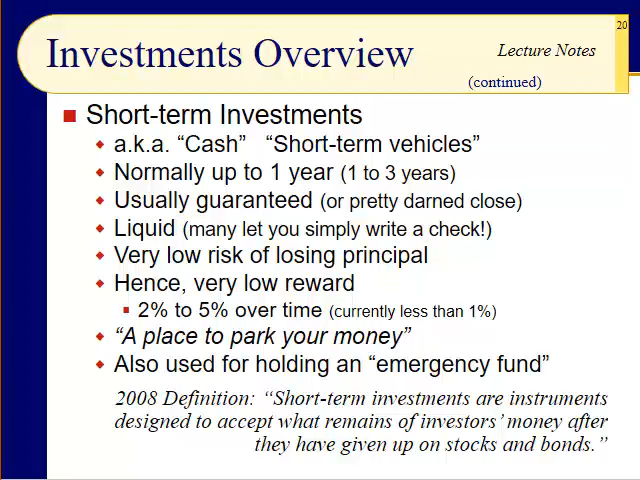 20
Investments Overview
Lecture Notes
(continued)
Short-term Investments
a.k.a. “Cash” “Short-term vehicles”
Normally up to 1 year (1 to 3 years)
Usually guaranteed (or pretty darned close)
Liquid (many let you simply write a check!)
Very low risk of losing principal
Hence, very low reward
2% to 5% over time (currently less than 1%)
“A place to park your money”
Also used for holding an “emergency fund”
2008 Definition: “Short-term investments are instruments
designed to accept what remains of investors’ money after
they have given up on stocks and bonds.”